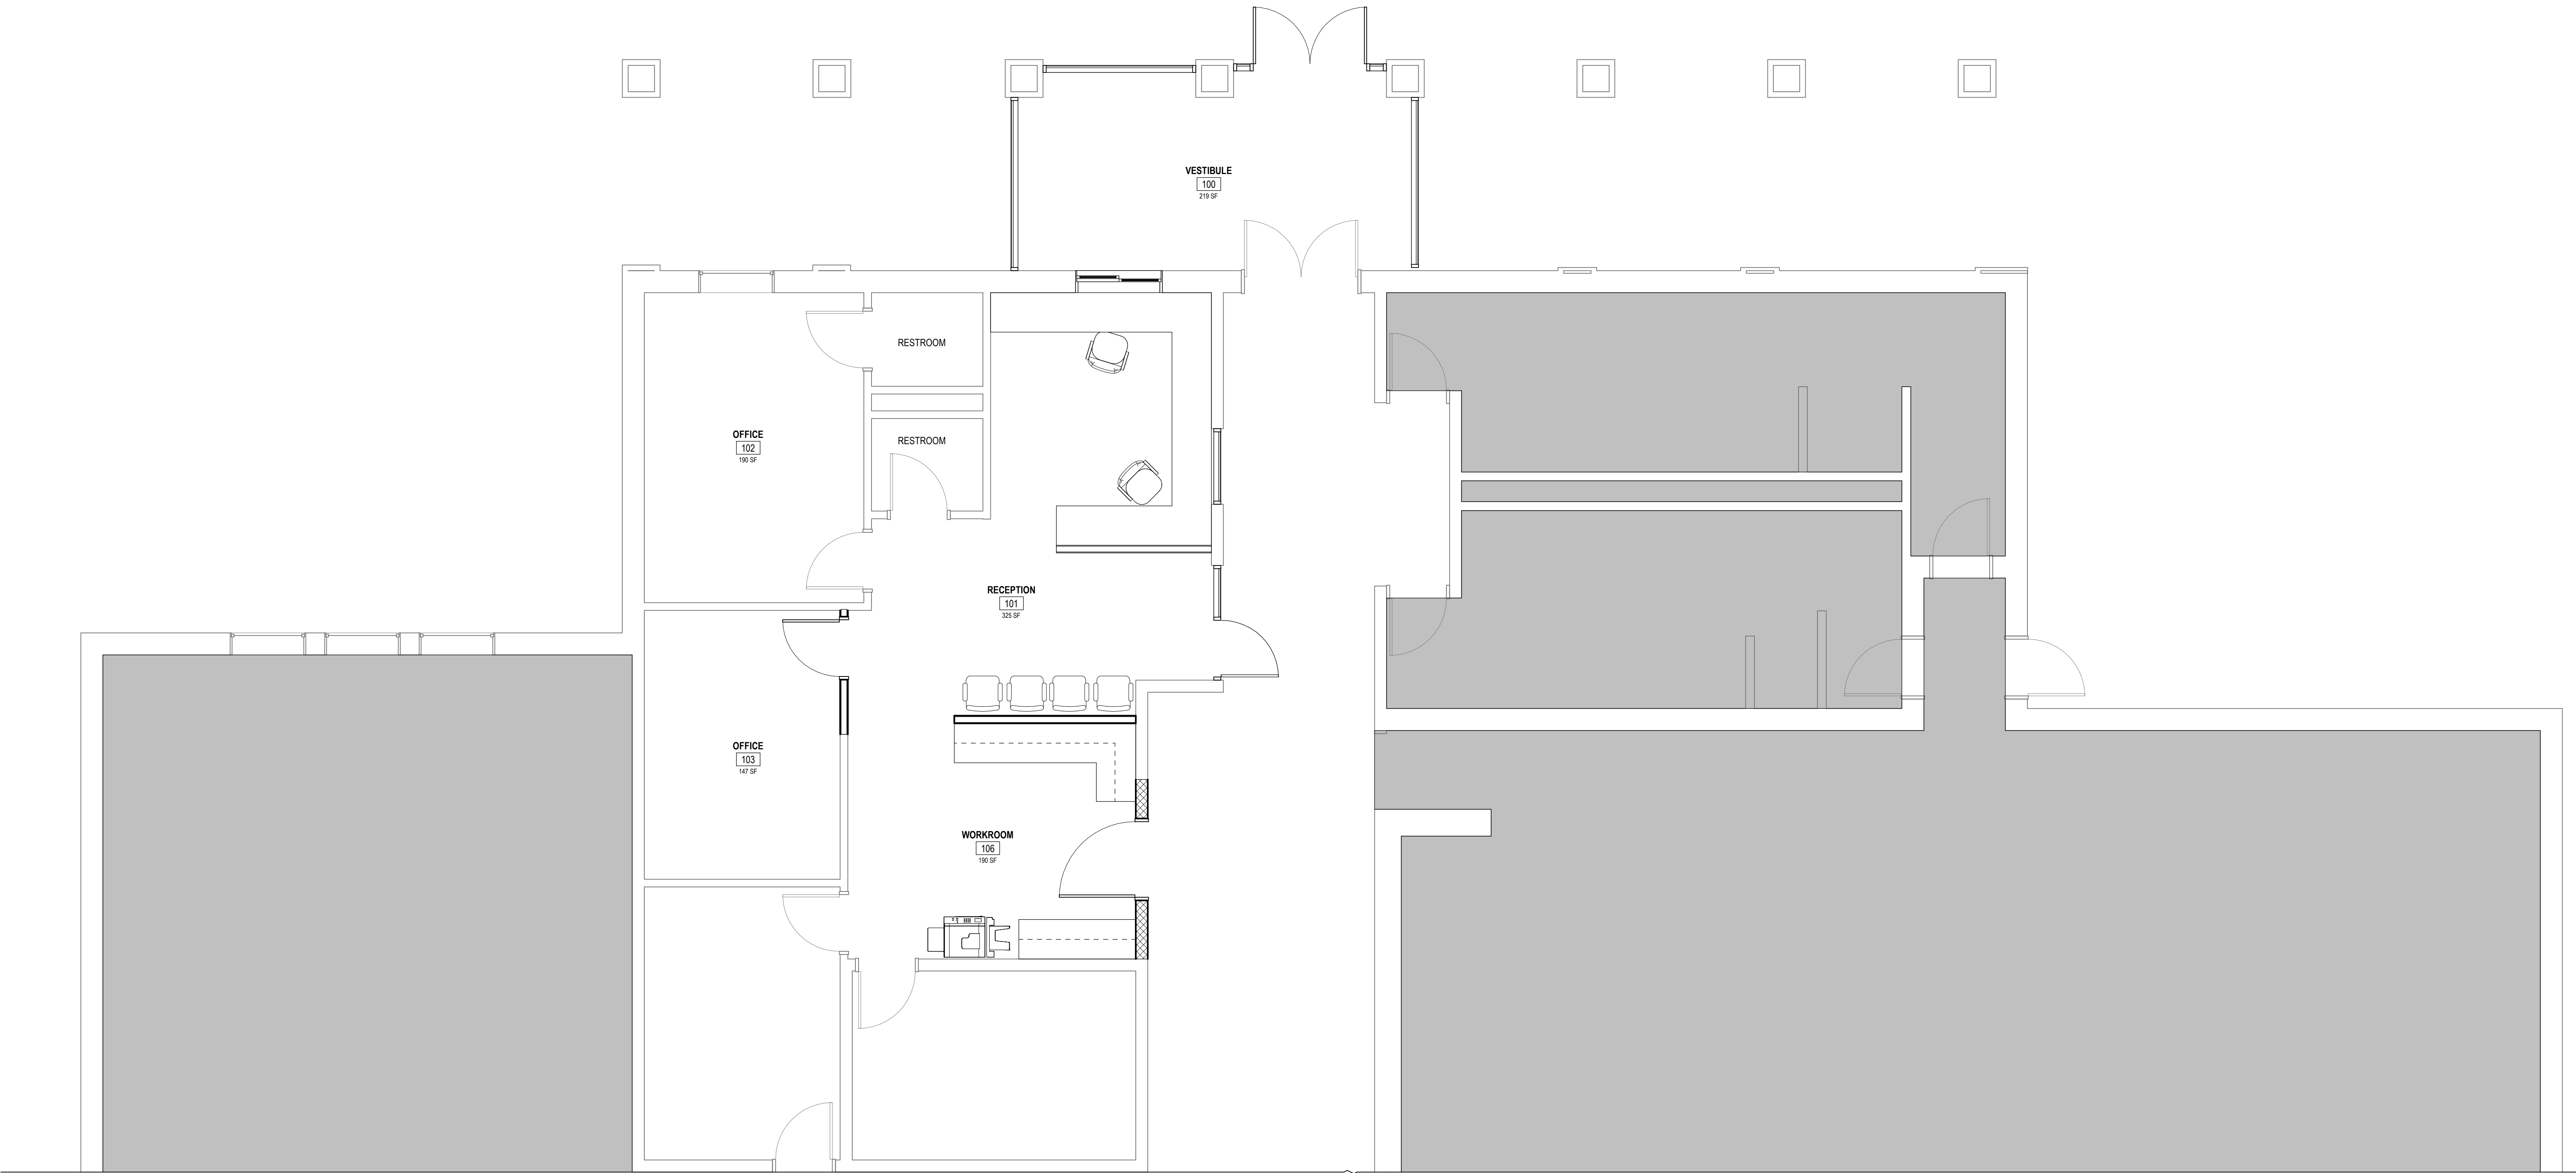 VESTIBULE
100
219 SF
RESTROOM
OFFICE
102
190 SF
RESTROOM
RECEPTION
101
325 SF
OFFICE
103
147 SF
WORKROOM
106
190 SF